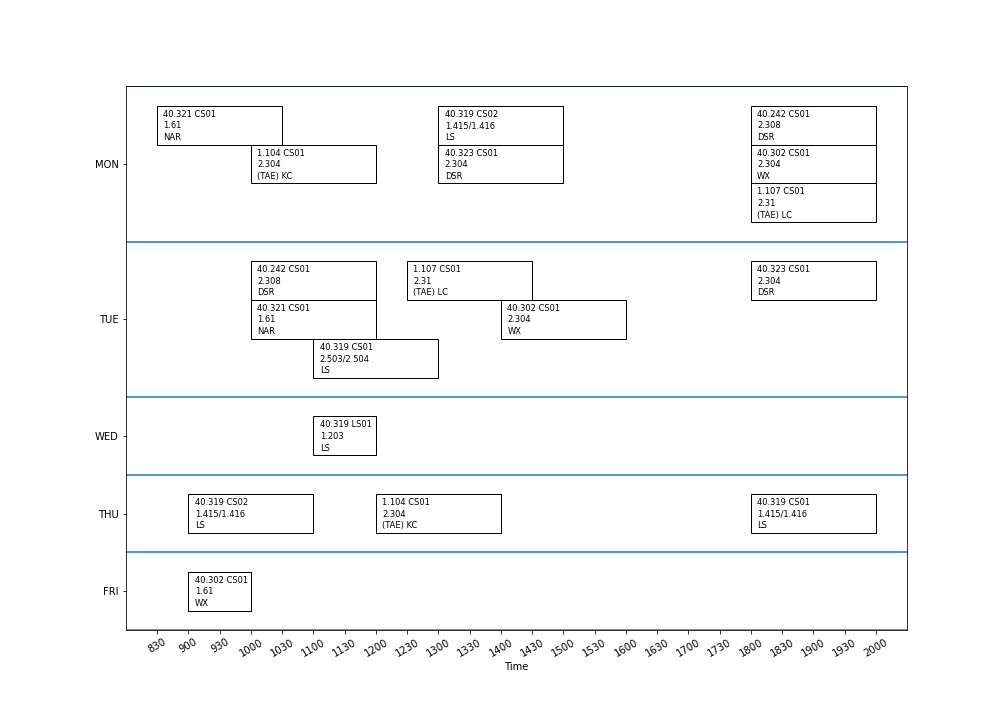 MON
40.321 CS01
1.61
NAR
1.104 CS01
2.304
(TAE) KC
40.319 CS02
1.415/1.416
LS
40.323 CS01
2.304
DSR
40.242 CS01
2.308
DSR
40.302 CS01
2.304
WX
1.107 CS01
2.31
(TAE) LC
TUE
40.242 CS01
2.308
DSR
40.321 CS01
1.61
NAR
40.319 CS01
2.503/2.504
LS
1.107 CS01
2.31
(TAE) LC
40.302 CS01
2.304
WX
40.323 CS01
2.304
DSR
WED
40.319 LS01
1.203
LS
THU
40.319 CS02
1.415/1.416
LS
1.104 CS01
2.304
(TAE) KC
40.319 CS01
1.415/1.416
LS
FRI
40.302 CS01
1.61
WX
830 900 930 1000 1030 1100 1130 1200 1230 1300 1330 1400 1430 1500 1530 1600 1630 1700 1730 1800 1830 1900 1930 2000
Time